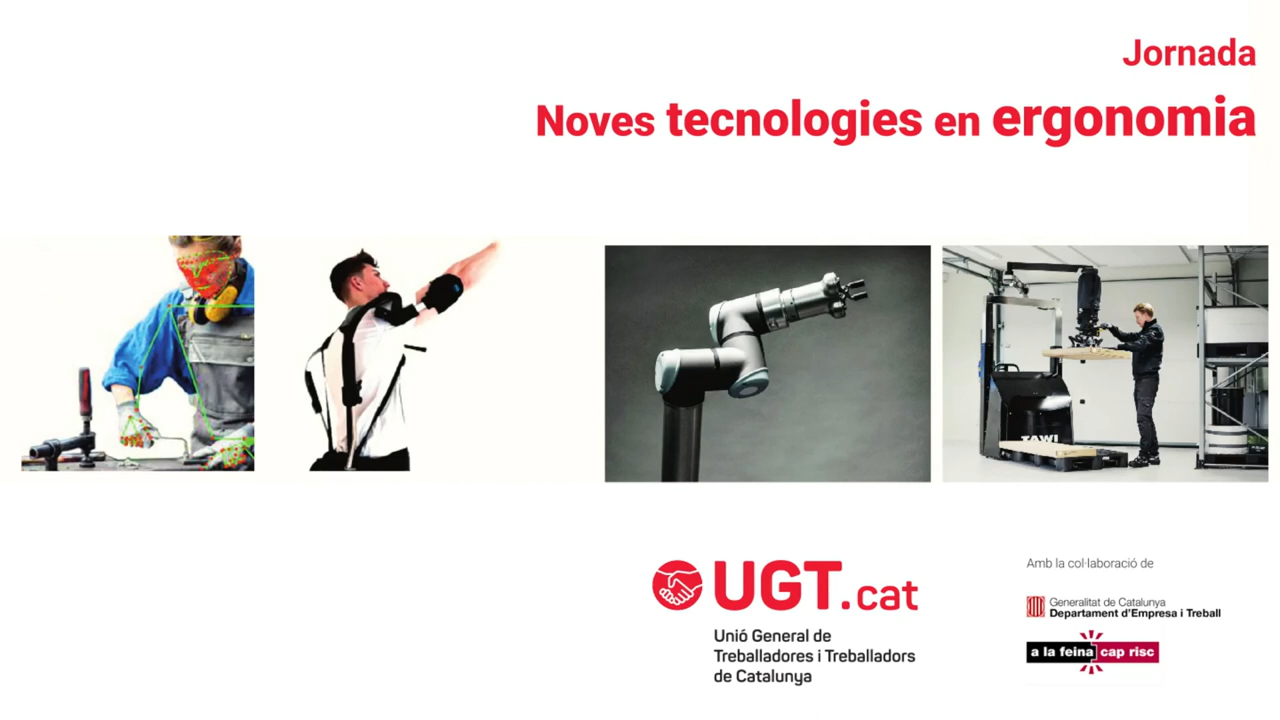 Jornada
Noves tecnologies en ergonomia
TAWI
UGT.cat
Unió General de
Treballadores i Treballadors
de Catalunya
Amb la col·laboració de
Generalitat de Catalunya
Departament d'Empresa i Treball
a la feina cap risc